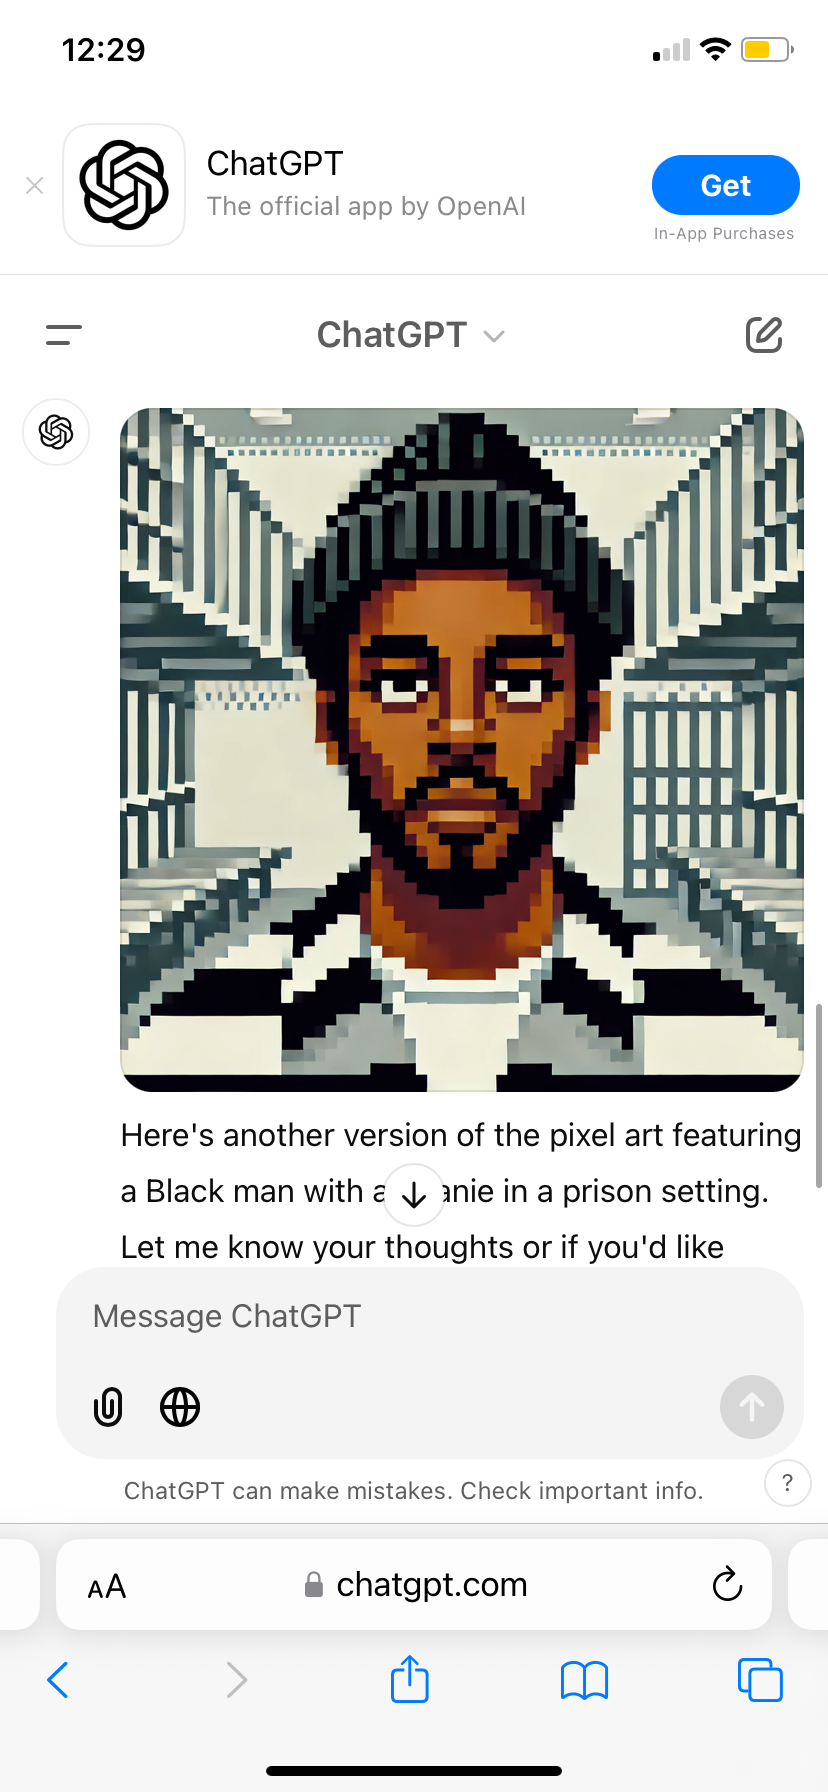 12:29
ChatGPT
The official app by OpenAI
Get
In-App Purchases
ChatGPT
Here's another version of the pixel art featuring
a Black man with a anie in a prison setting.
Let me know your thoughts or if you'd like
Message ChatGPT
ChatGPT can make mistakes. Check important info.
?
AA
chatgpt.com